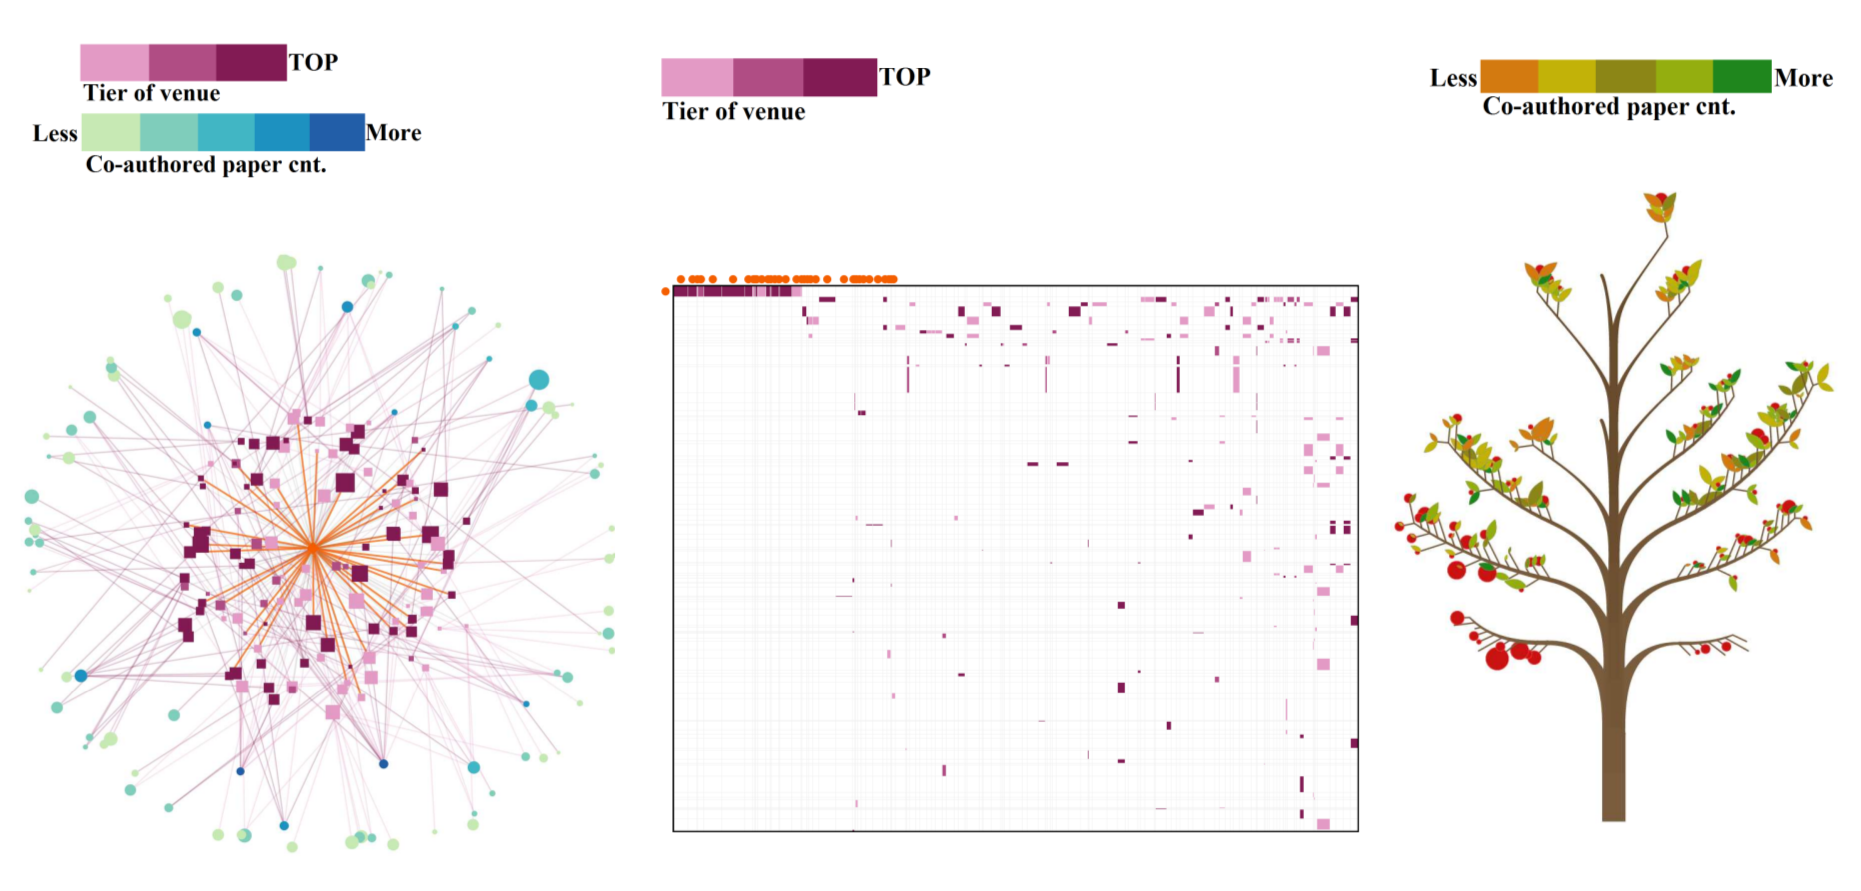 TOP
Tier of venue
Less More
Co-authored paper cnt.
TOP
Tier of venue
Less More
Co-authored paper cnt.